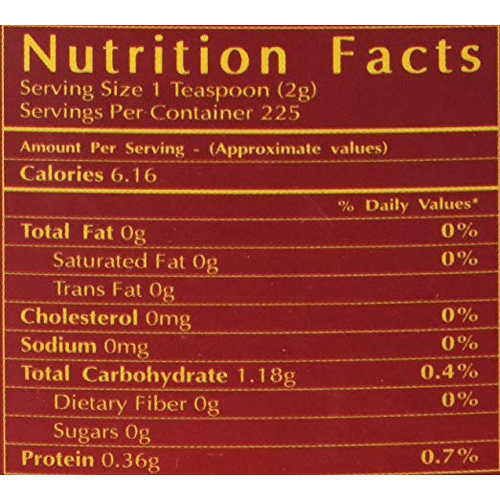 Nutrition Facts
Serving Size 1 Teaspoon (2g)
Servings Per Container 225
Amount Per Serving - (Approximate values)
Calories 6.16
% Daily Values*
Total Fat 0g 0%
Saturated Fat 0g 0%
Trans Fat 0g
Cholesterol 0mg 0%
Sodium 0mg 0%
Total Carbohydrate 1.18g 0.4%
Dietary Fiber 0g 0%
Sugars 0g
Protein 0.36g 0.7%